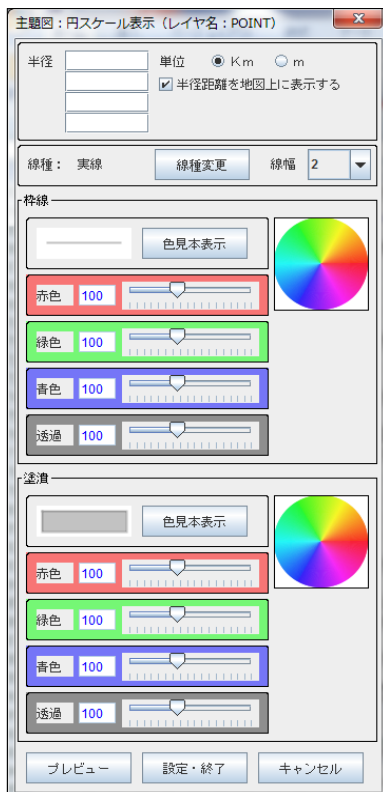 主題図：円スケール表示（レイヤ名：POINT）
半径 単位 Km m
半径距離を地図上に表示する
線種： 実線 線種変更 線幅 2
枠線
色見本表示
赤色 100
緑色 100
青色 100
透過 100
塗潰
色見本表示
赤色 100
緑色 100
青色 100
透過 100
プレビュー 設定・終了 キャンセル